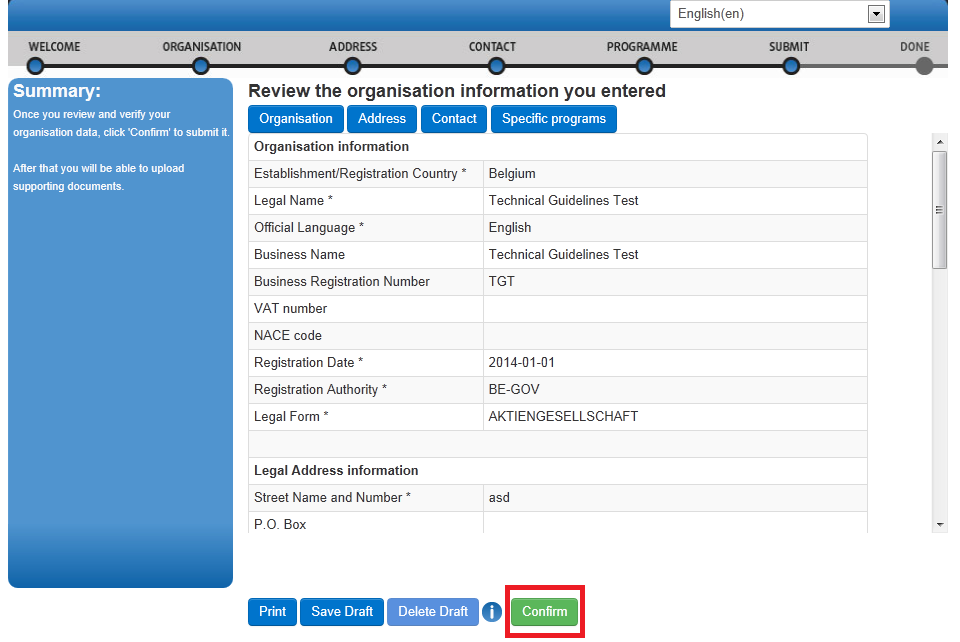 English(en)
WELCOME ORGANISATION ADDRESS CONTACT PROGRAMME SUBMIT DONE
Summary:
Once you review and verify your
organisation data, click 'Confirm' to submit it.
After that you will be able to upload
supporting documents.
Review the organisation information you entered
Organisation Address Contact Specific programs
Organisation information
Establishment/Registration Country * Belgium
Legal Name * Technical Guidelines Test
Official Language * English
Business Name Technical Guidelines Test
Business Registration Number TGT
VAT number
NACE code
Registration Date * 2014-01-01
Registration Authority * BE-GOV
Legal Form * AKTIENGESELLSCHAFT
Legal Address information
Street Name and Number * asd
P.O. Box
Print Save Draft Delete Draft i Confirm